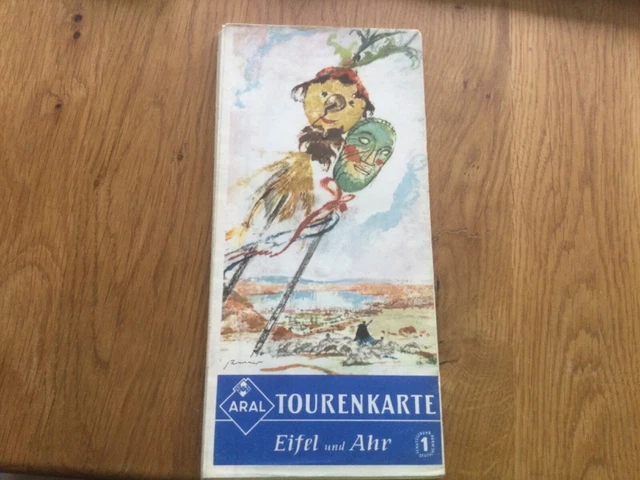 ARAL TOURENKARTE
Eifel und Ahr
1